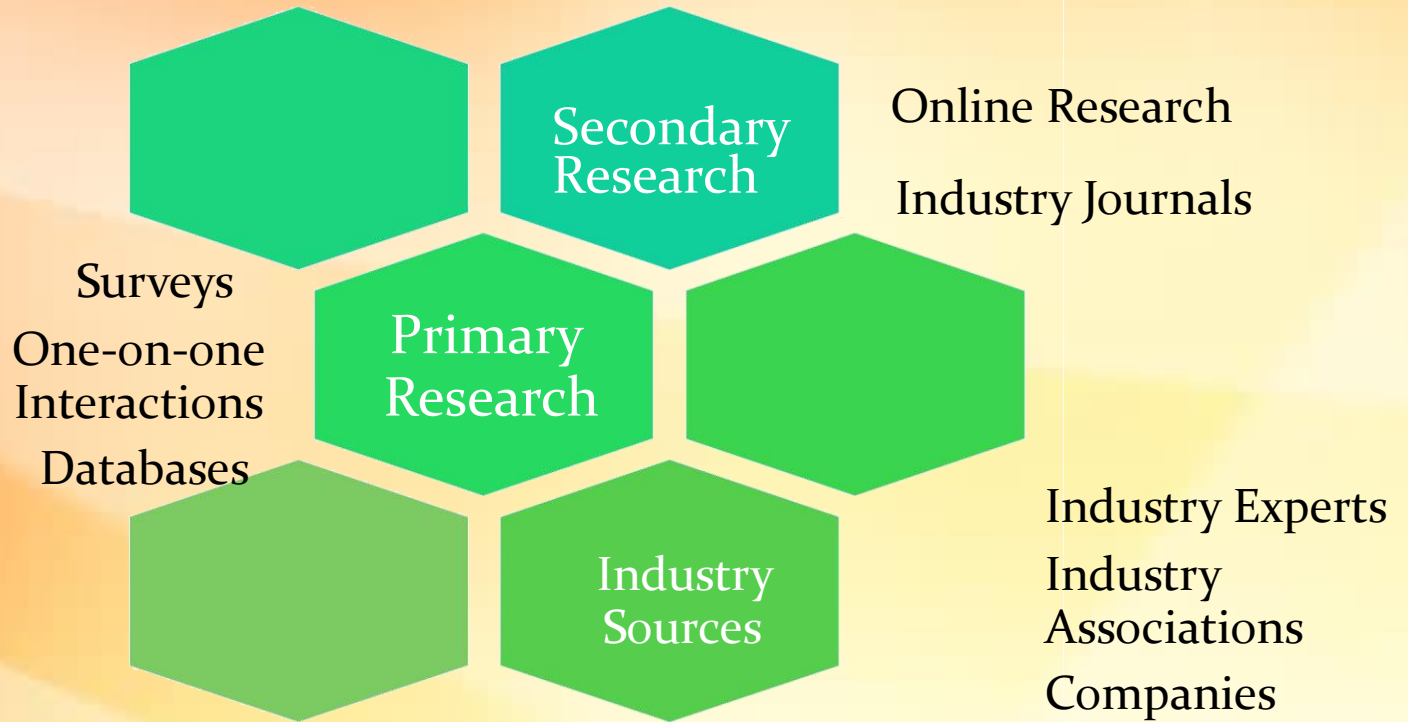 Secondary
Research
Online Research
Industry Journals
Surveys
One-on-one
Interactions
Databases
Primary
Research
Industry
Sources
Industry Experts
Industry
Associations
Companies